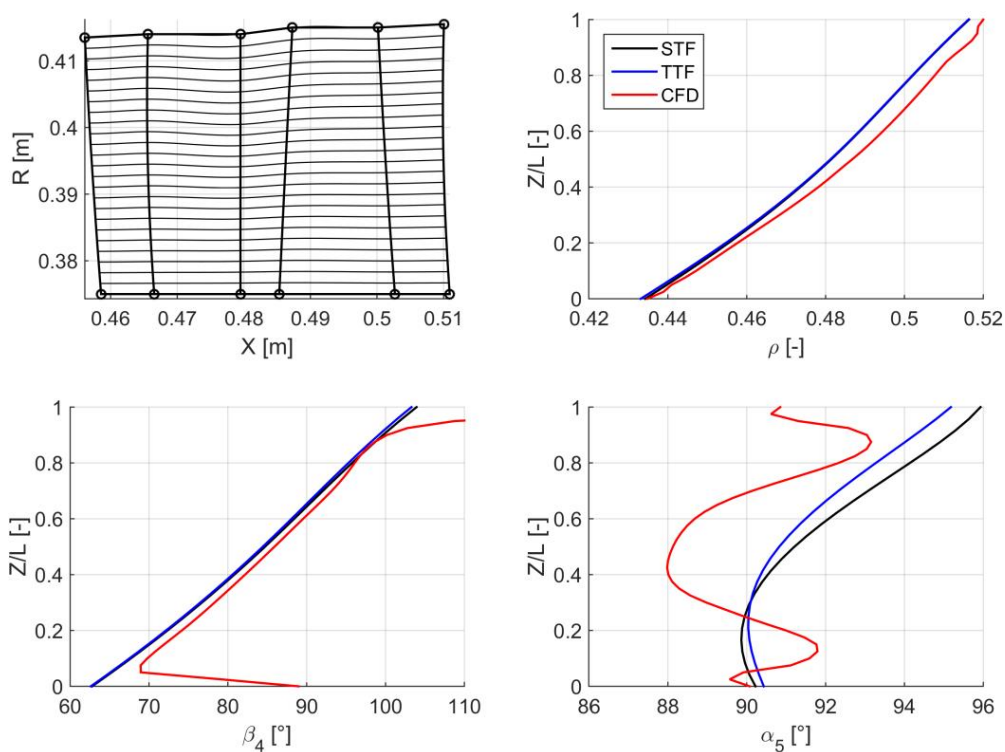 0.41
0.4
0.39
0.38
R [m]
0.46 0.47 0.48 0.49 0.5 0.51
X [m]
1
0.8
0.6
0.4
0.2
0
Z/L [-]
STF
TTF
CFD
0.42 0.44 0.46 0.48 0.5 0.52
ρ [-]
1
0.8
0.6
0.4
0.2
0
Z/L [-]
60 70 80 90 100 110
β₄ [°]
1
0.8
0.6
0.4
0.2
0
Z/L [-]
86 88 90 92 94 96
α₅ [°]